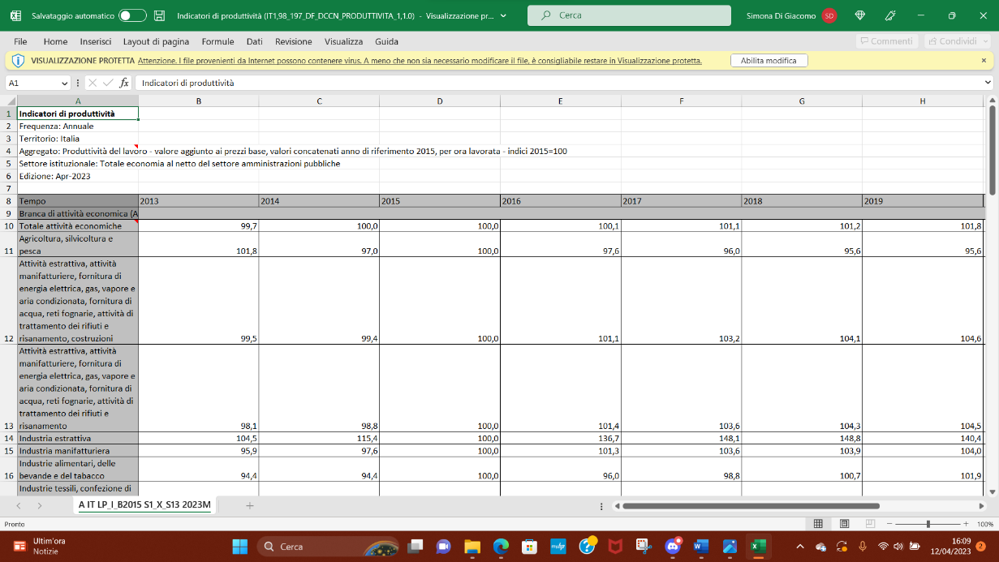 Salvataggio automatico
Indicatori di produttività (IT1,98_197_DF_DCCN_PRODUTTIVITA_1,1.0) - Visualizzazione pr...
Cerca
Simona Di Giacomo SD
File Home Inserisci Layout di pagina Formule Dati Revisione Visualizza Guida Commenti Condividi
VISUALIZZAZIONE PROTETTA Attenzione. I file provenienti da Internet possono contenere virus. A meno che non sia necessario modificare il file, è consigliabile restare in Visualizzazione protetta. Abilita modifica
A1 fx Indicatori di produttività
A B C D E F G H
1 Indicatori di produttività
2 Frequenza: Annuale
3 Territorio: Italia
4 Aggregato: Produttività del lavoro - valore aggiunto ai prezzi base, valori concatenati anno di riferimento 2015, per ora lavorata - indici 2015=100
5 Settore istituzionale: Totale economia al netto del settore amministrazioni pubbliche
6 Edizione: Apr-2023
7
8 Tempo 2013 2014 2015 2016 2017 2018 2019
9 Branca di attività economica (A
10 Totale attività economiche 99,7 100,0 100,0 100,1 101,1 101,2 101,8
Agricoltura, silvicoltura e
11 pesca 101,8 97,0 100,0 97,6 96,0 95,6 95,6
Attività estrattiva, attività
manifatturiere, fornitura di
energia elettrica, gas, vapore e
aria condizionata, fornitura di
acqua, reti fognarie, attività di
trattamento dei rifiuti e
12 risanamento, costruzioni 99,5 99,4 100,0 101,1 103,2 104,1 104,6
Attività estrattiva, attività
manifatturiere, fornitura di
energia elettrica, gas, vapore e
aria condizionata, fornitura di
acqua, reti fognarie, attività di
trattamento dei rifiuti e
13 risanamento 98,1 98,8 100,0 101,4 103,6 104,3 104,5
14 Industria estrattiva 104,5 115,4 100,0 136,7 148,1 148,8 140,4
15 Industria manifatturiera 95,9 97,6 100,0 101,3 103,6 103,9 104,0
Industrie alimentari, delle
16 bevande e del tabacco 94,4 94,4 100,0 96,0 98,8 100,7 101,9
Industrie tessili, confezione di
A IT LP_I_B2015 S1_X_S13 2023M
Pronto 100%
Ultim'ora
Notizie
Cerca
16:09
12/04/2023 2